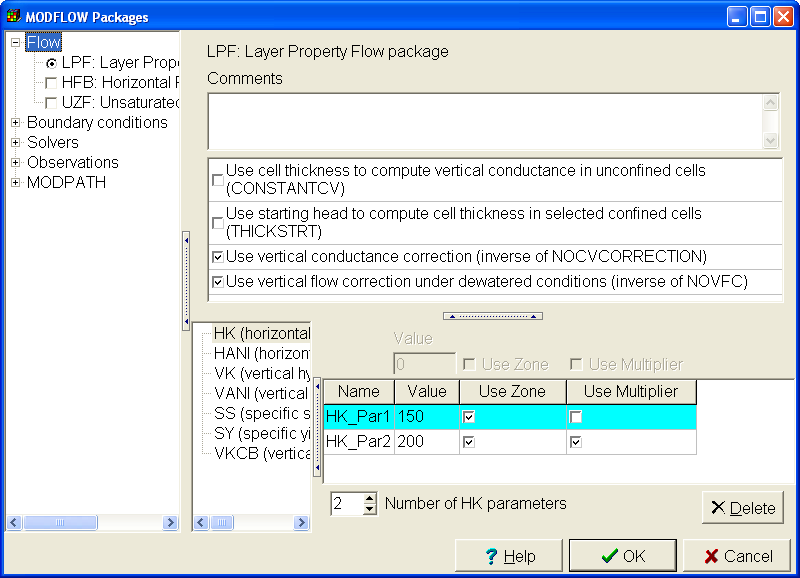 MODFLOW Packages
Flow
LPF: Layer Prope
HFB: Horizontal F
UZF: Unsaturated
Boundary conditions
Solvers
Observations
MODPATH
LPF: Layer Property Flow package
Comments
Use cell thickness to compute vertical conductance in unconfined cells
(CONSTANTCV)
Use starting head to compute cell thickness in selected confined cells
(THICKSTRT)
Use vertical conductance correction (inverse of NOCVCORRECTION)
Use vertical flow correction under dewatered conditions (inverse of NOVFC)
HK (horizontal
HANI (horizont
VK (vertical hy
VANI (vertical
SS (specific s
SY (specific yi
VKCB (vertica
Value
0 Use Zone Use Multiplier
Name Value Use Zone Use Multiplier
HK_Par1 150
HK_Par2 200
2 Number of HK parameters
Delete
Help OK Cancel